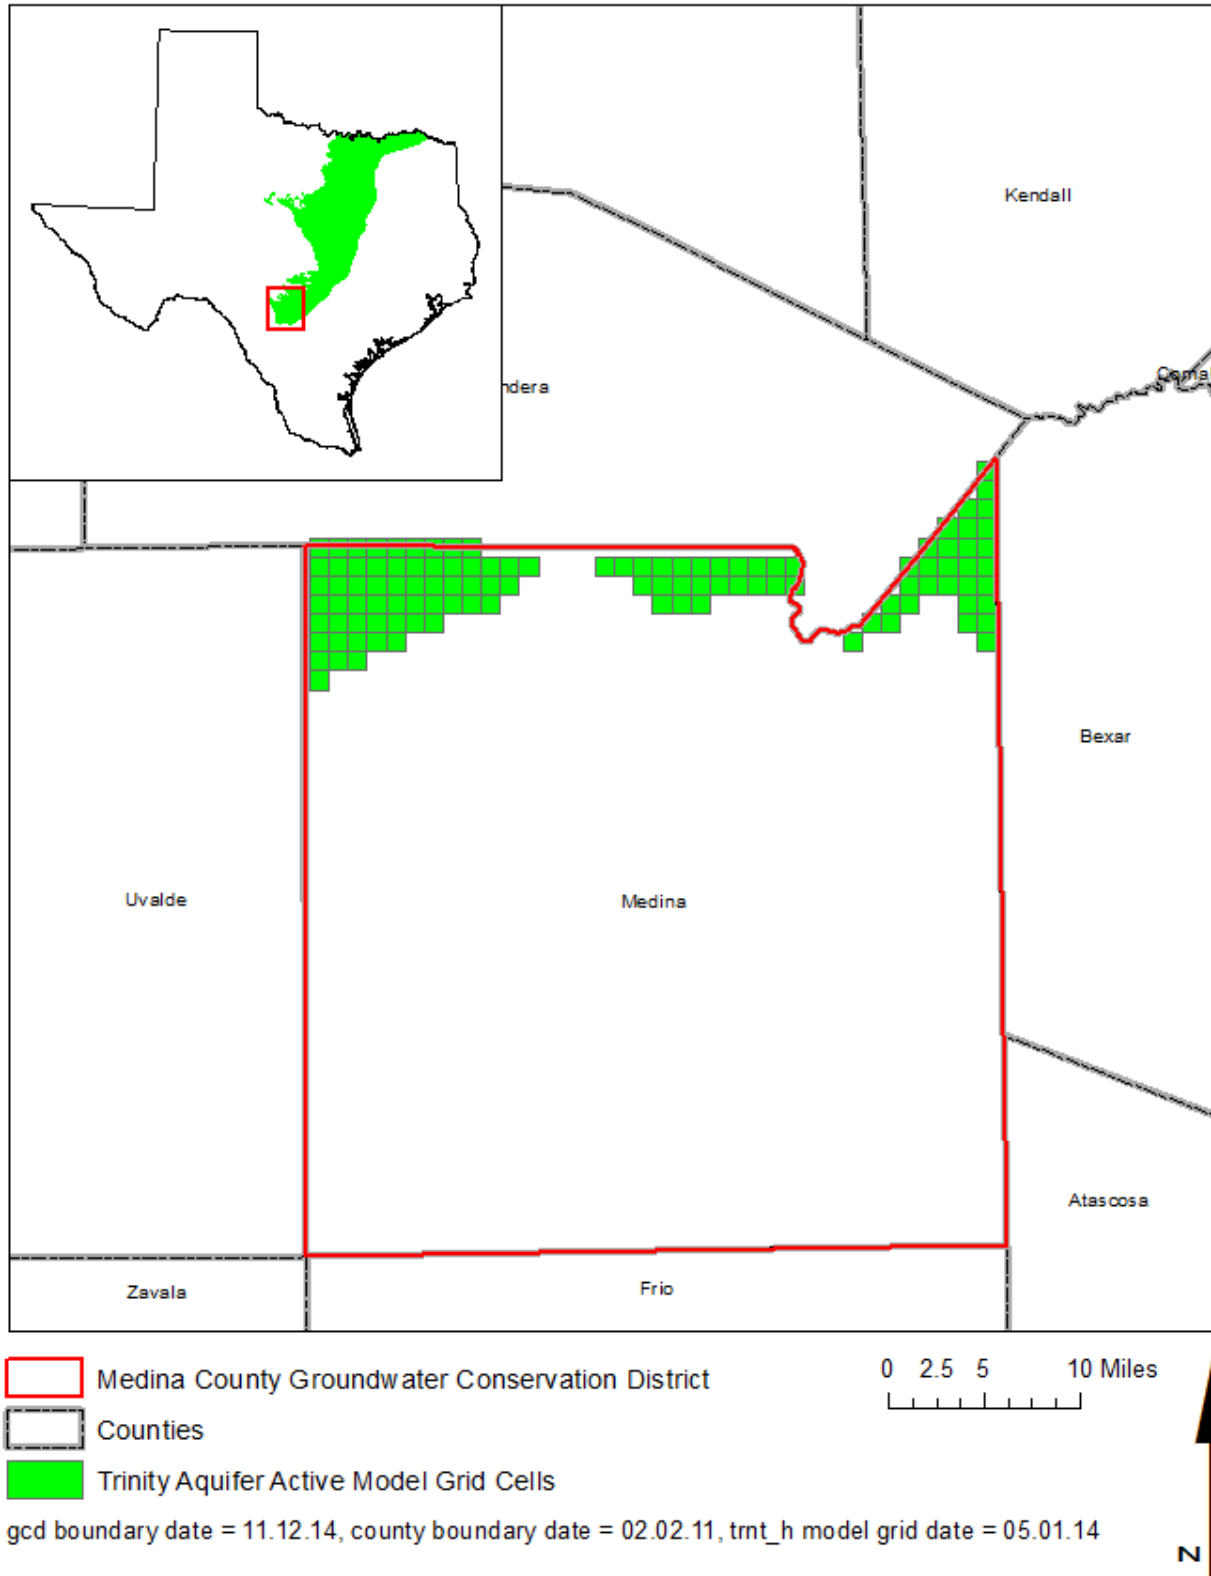 Kendall
Comal
ndera
Bexar
Uvalde
Medina
Atascosa
Zavala
Frio
Medina County Groundwater Conservation District
0 2.5 5 10 Miles
Counties
Trinity Aquifer Active Model Grid Cells
gcd boundary date = 11.12.14, county boundary date = 02.02.11, trnt_h model grid date = 05.01.14
N